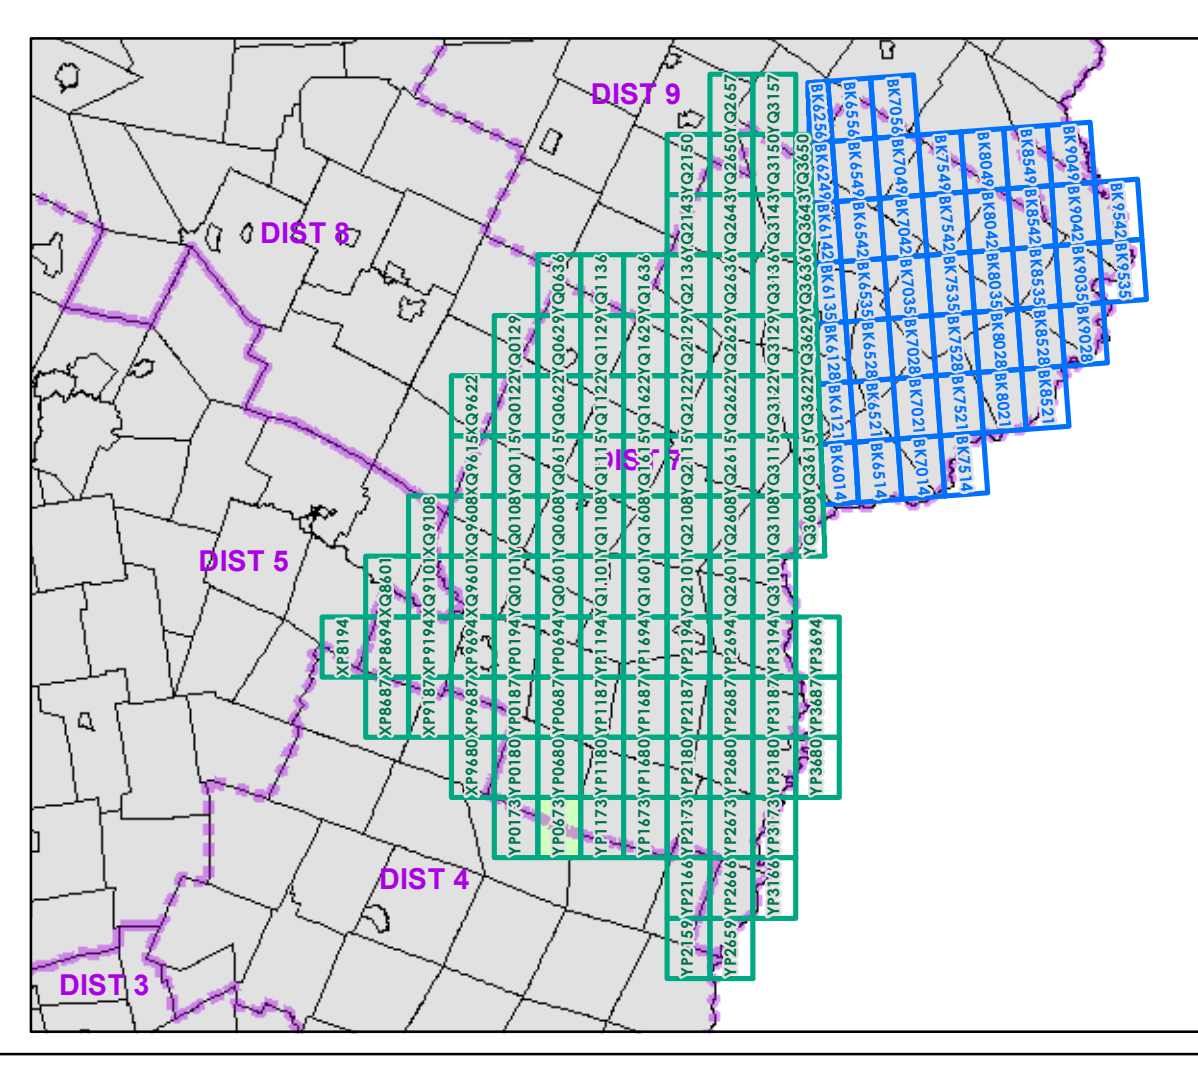 DIST 9
DIST 8
DIST 7
DIST 5
DIST 4
DIST 3
YQ2657 YQ3157
YQ2150 YQ2650 YQ3150 YQ3650
YQ2143 YQ2643 YQ3143 YQ3643
YQ0636 YQ1136 YQ1636 YQ2136 YQ2636 YQ3136 YQ3636
YQ0129 YQ0629 YQ1129 YQ1629 YQ2129 YQ2629 YQ3129 YQ3629
XQ9622 YQ0122 YQ0622 YQ1122 YQ1622 YQ2122 YQ2622 YQ3122 YQ3622
XQ9615 YQ0115 YQ0615 YQ1115 YQ1615 YQ2115 YQ2615 YQ3115 YQ3615
XQ9108 XQ9608 YQ0108 YQ0608 YQ1108 YQ1608 YQ2108 YQ2608 YQ3108 YQ3608
XQ8601 XQ9101 XQ9601 YQ0101 YQ0601 YQ1101 YQ1601 YQ2101 YQ2601 YQ3101
XP8194 XP8694 XP9194 XP9694 YP0194 YP0694 YP1194 YP1694 YP2194 YP2694 YP3194 YP3694
XP8687 XP9187 XP9687 YP0187 YP0687 YP1187 YP1687 YP2187 YP2687 YP3187 YP3687
XP9680 YP0180 YP0680 YP1180 YP1680 YP2180 YP2680 YP3180 YP3680
YP0173 YP0673 YP1173 YP1673 YP2173 YP2673 YP3173
YP2166 YP2666 YP3166
YP2159 YP2659
BK6256 BK6556 BK7056
BK6249 BK6549 BK7049 BK7549 BK8049 BK8549 BK9049
BK6142 BK6542 BK7042 BK7542 BK8042 BK8542 BK9042 BK9542
BK6135 BK6535 BK7035 BK7535 BK8035 BK8535 BK9035 BK9535
BK6128 BK6528 BK7028 BK7528 BK8028 BK8528 BK9028
BK6121 BK6521 BK7021 BK7521 BK8021 BK8521
BK6014 BK6514 BK7014 BK7514